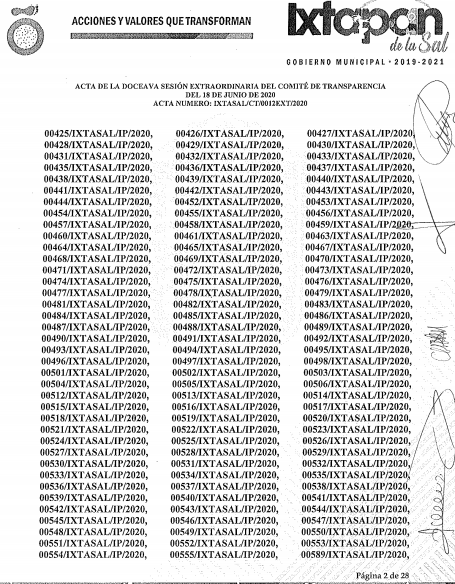 ACCIONES Y VALORES QUE TRANSFORMAN
Ixtapan
de la Sal
GOBIERNO MUNICIPAL • 2019-2021
ACTA DE LA DOCEAVA SESIÓN EXTRAORDINARIA DEL COMITÉ DE TRANSPARENCIA
DEL 18 DE JUNIO DE 2020
ACTA NUMERO: IXTASAL/CT/0012EXT/2020
00425/IXTASAL/IP/2020, 00426/IXTASAL/IP/2020, 00427/IXTASAL/IP/2020,
00428/IXTASAL/IP/2020, 00429/IXTASAL/IP/2020, 00430/IXTASAL/IP/2020,
00431/IXTASAL/IP/2020, 00432/IXTASAL/IP/2020, 00433/IXTASAL/IP/2020,
00435/IXTASAL/IP/2020, 00436/IXTASAL/IP/2020, 00437/IXTASAL/IP/2020,
00438/IXTASAL/IP/2020, 00439/IXTASAL/IP/2020, 00440/IXTASAL/IP/2020,
00441/IXTASAL/IP/2020, 00442/IXTASAL/IP/2020, 00443/IXTASAL/IP/2020,
00444/IXTASAL/IP/2020, 00452/IXTASAL/IP/2020, 00453/IXTASAL/IP/2020,
00454/IXTASAL/IP/2020, 00455/IXTASAL/IP/2020, 00456/IXTASAL/IP/2020,
00457/IXTASAL/IP/2020, 00458/IXTASAL/IP/2020, 00459/IXTASAL/IP/2020,
00460/IXTASAL/IP/2020, 00461/IXTASAL/IP/2020, 00463/IXTASAL/IP/2020,
00464/IXTASAL/IP/2020, 00465/IXTASAL/IP/2020, 00467/IXTASAL/IP/2020,
00468/IXTASAL/IP/2020, 00469/IXTASAL/IP/2020, 00470/IXTASAL/IP/2020,
00471/IXTASAL/IP/2020, 00472/IXTASAL/IP/2020, 00473/IXTASAL/IP/2020,
00474/IXTASAL/IP/2020, 00475/IXTASAL/IP/2020, 00476/IXTASAL/IP/2020,
00477/IXTASAL/IP/2020, 00478/IXTASAL/IP/2020, 00479/IXTASAL/IP/2020,
00481/IXTASAL/IP/2020, 00482/IXTASAL/IP/2020, 00483/IXTASAL/IP/2020,
00484/IXTASAL/IP/2020, 00485/IXTASAL/IP/2020, 00486/IXTASAL/IP/2020,
00487/IXTASAL/IP/2020, 00488/IXTASAL/IP/2020, 00489/IXTASAL/IP/2020,
00490/IXTASAL/IP/2020, 00491/IXTASAL/IP/2020, 00492/IXTASAL/IP/2020,
00493/IXTASAL/IP/2020, 00494/IXTASAL/IP/2020, 00495/IXTASAL/IP/2020,
00496/IXTASAL/IP/2020, 00497/IXTASAL/IP/2020, 00498/IXTASAL/IP/2020,
00501/IXTASAL/IP/2020, 00502/IXTASAL/IP/2020, 00503/IXTASAL/IP/2020,
00504/IXTASAL/IP/2020, 00505/IXTASAL/IP/2020, 00506/IXTASAL/IP/2020,
00512/IXTASAL/IP/2020, 00513/IXTASAL/IP/2020, 00514/IXTASAL/IP/2020,
00515/IXTASAL/IP/2020, 00516/IXTASAL/IP/2020, 00517/IXTASAL/IP/2020,
00518/IXTASAL/IP/2020, 00519/IXTASAL/IP/2020, 00520/IXTASAL/IP/2020,
00521/IXTASAL/IP/2020, 00522/IXTASAL/IP/2020, 00523/IXTASAL/IP/2020,
00524/IXTASAL/IP/2020, 00525/IXTASAL/IP/2020, 00526/IXTASAL/IP/2020,
00527/IXTASAL/IP/2020, 00528/IXTASAL/IP/2020, 00529/IXTASAL/IP/2020,
00530/IXTASAL/IP/2020, 00531/IXTASAL/IP/2020, 00532/IXTASAL/IP/2020,
00533/IXTASAL/IP/2020, 00534/IXTASAL/IP/2020, 00535/IXTASAL/IP/2020,
00536/IXTASAL/IP/2020, 00537/IXTASAL/IP/2020, 00538/IXTASAL/IP/2020,
00539/IXTASAL/IP/2020, 00540/IXTASAL/IP/2020, 00541/IXTASAL/IP/2020,
00542/IXTASAL/IP/2020, 00543/IXTASAL/IP/2020, 00544/IXTASAL/IP/2020,
00545/IXTASAL/IP/2020, 00546/IXTASAL/IP/2020, 00547/IXTASAL/IP/2020,
00548/IXTASAL/IP/2020, 00549/IXTASAL/IP/2020, 00550/IXTASAL/IP/2020,
00551/IXTASAL/IP/2020, 00552/IXTASAL/IP/2020, 00553/IXTASAL/IP/2020,
00554/IXTASAL/IP/2020, 00555/IXTASAL/IP/2020, 00589/IXTASAL/IP/2020,
Página 2 de 28